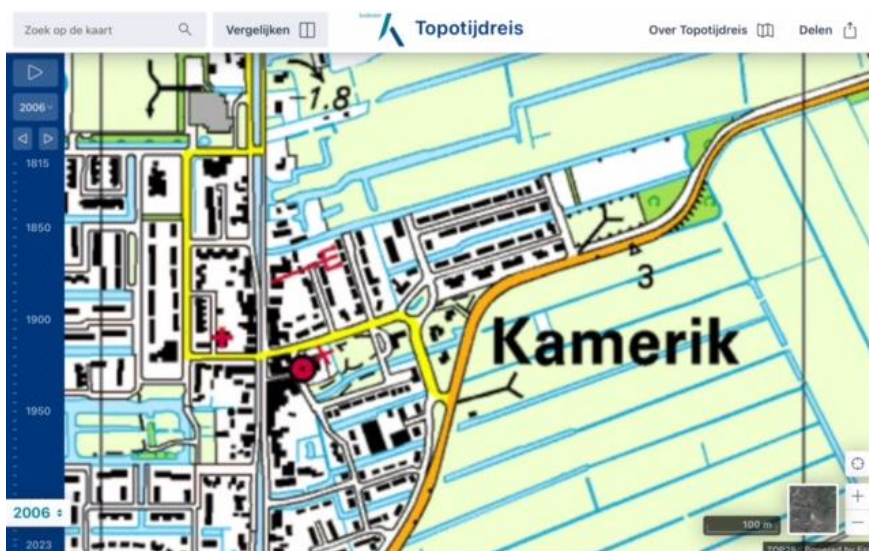 Zoek op de kaart
Vergelijken
Topotijdreis
Over Topotijdreis
Delen
2006
1815
1850
1900
1950
2006
2023
-1.8
3
Kamerik
100 m